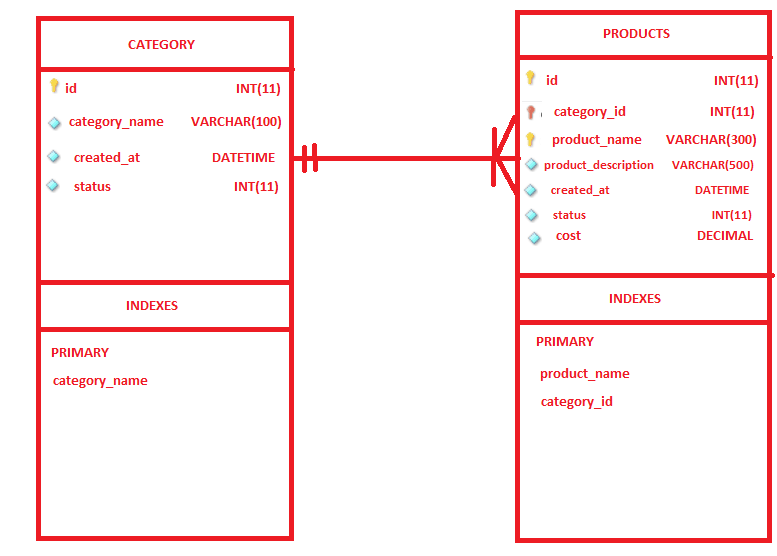 CATEGORY
id INT(11)
category_name VARCHAR(100)
created_at DATETIME
status INT(11)
INDEXES
PRIMARY
category_name
PRODUCTS
id INT(11)
category_id INT(11)
product_name VARCHAR(300)
product_description VARCHAR(500)
created_at DATETIME
status INT(11)
cost DECIMAL
INDEXES
PRIMARY
product_name
category_id